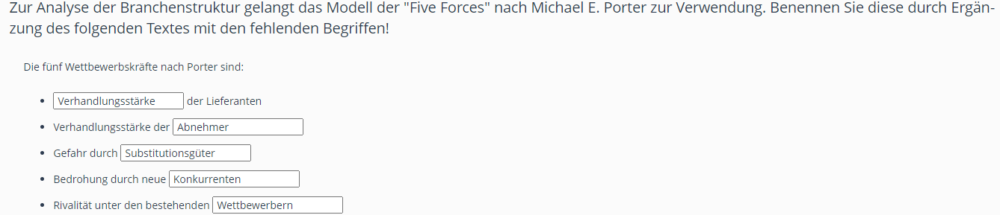 Zur Analyse der Branchenstruktur gelangt das Modell der "Five Forces" nach Michael E. Porter zur Verwendung. Benennen Sie diese durch Ergän-
zung des folgenden Textes mit den fehlenden Begriffen!
Die fünf Wettbewerbskräfte nach Porter sind:
• Verhandlungsstärke der Lieferanten
• Verhandlungsstärke der Abnehmer
• Gefahr durch Substitutionsgüter
• Bedrohung durch neue Konkurrenten
• Rivalität unter den bestehenden Wettbewerbern